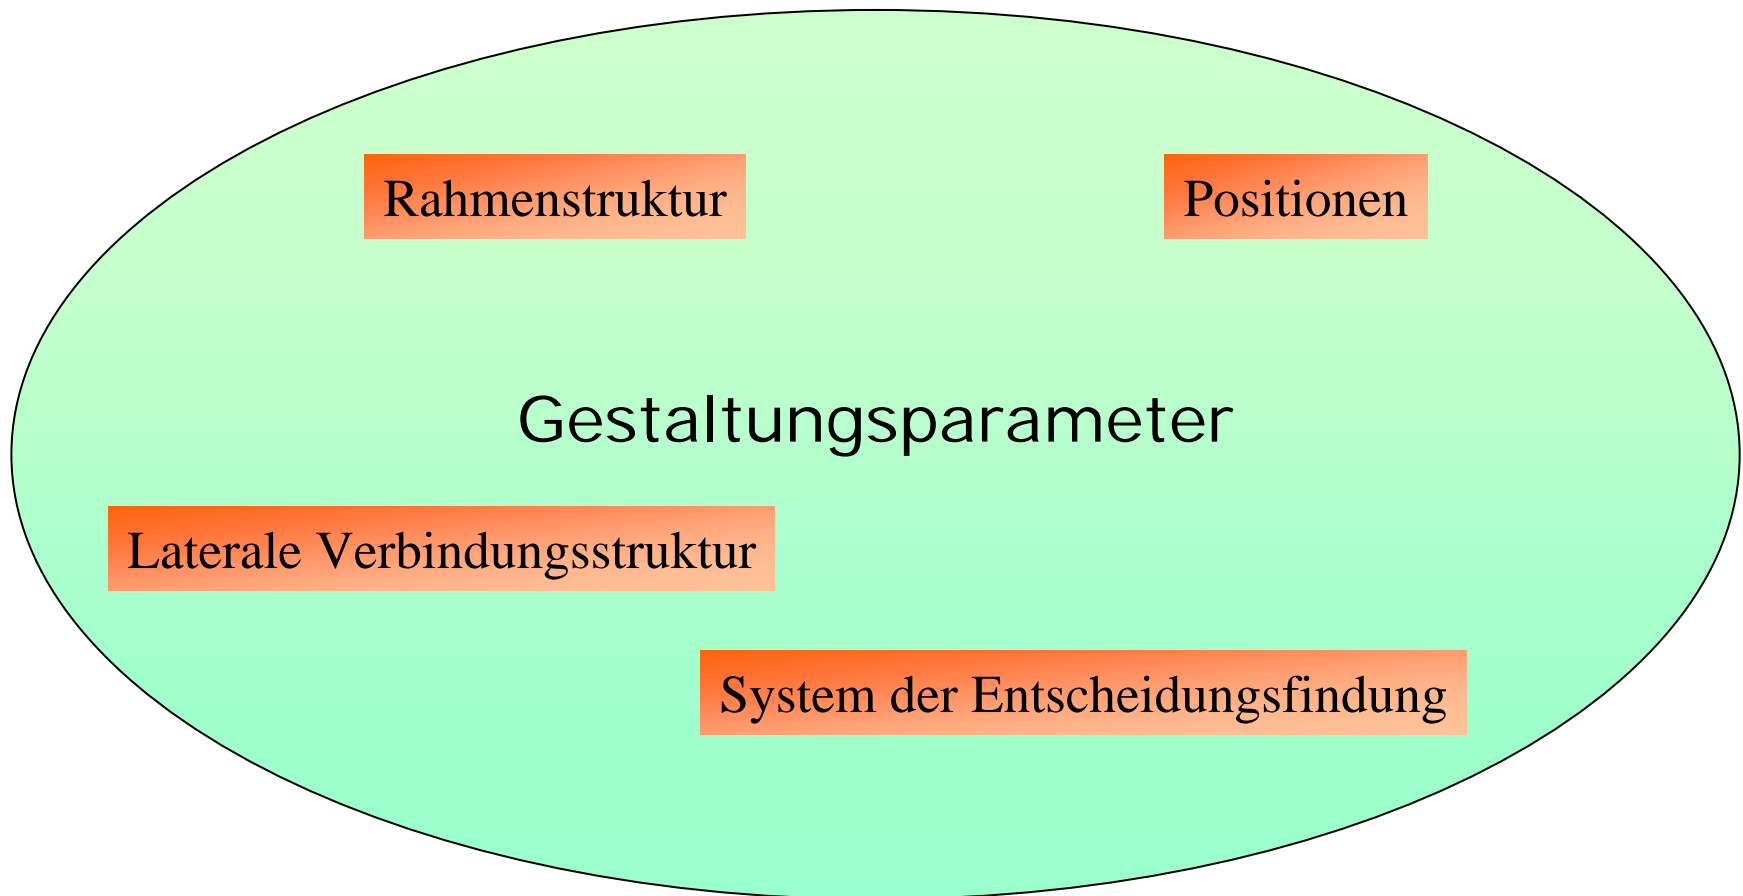 Rahmenstruktur
Positionen
Gestaltungsparameter
Laterale Verbindungsstruktur
System der Entscheidungsfindung